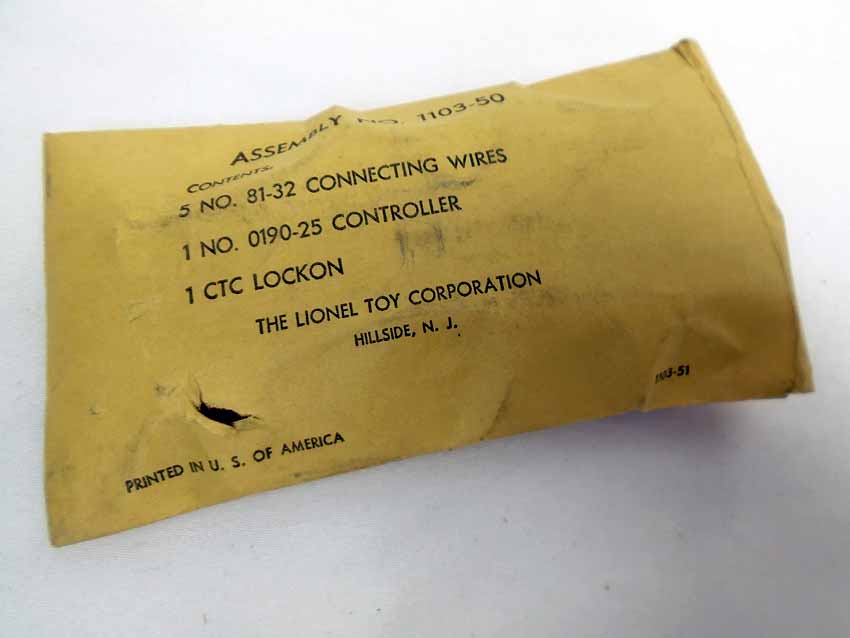 ASSEMBLY NO. 1103-50
CONTENTS:
5 NO. 81-32 CONNECTING WIRES
1 NO. 0190-25 CONTROLLER
1 CTC LOCKON
THE LIONEL TOY CORPORATION
HILLSIDE, N. J.
1103-51
PRINTED IN U. S. OF AMERICA